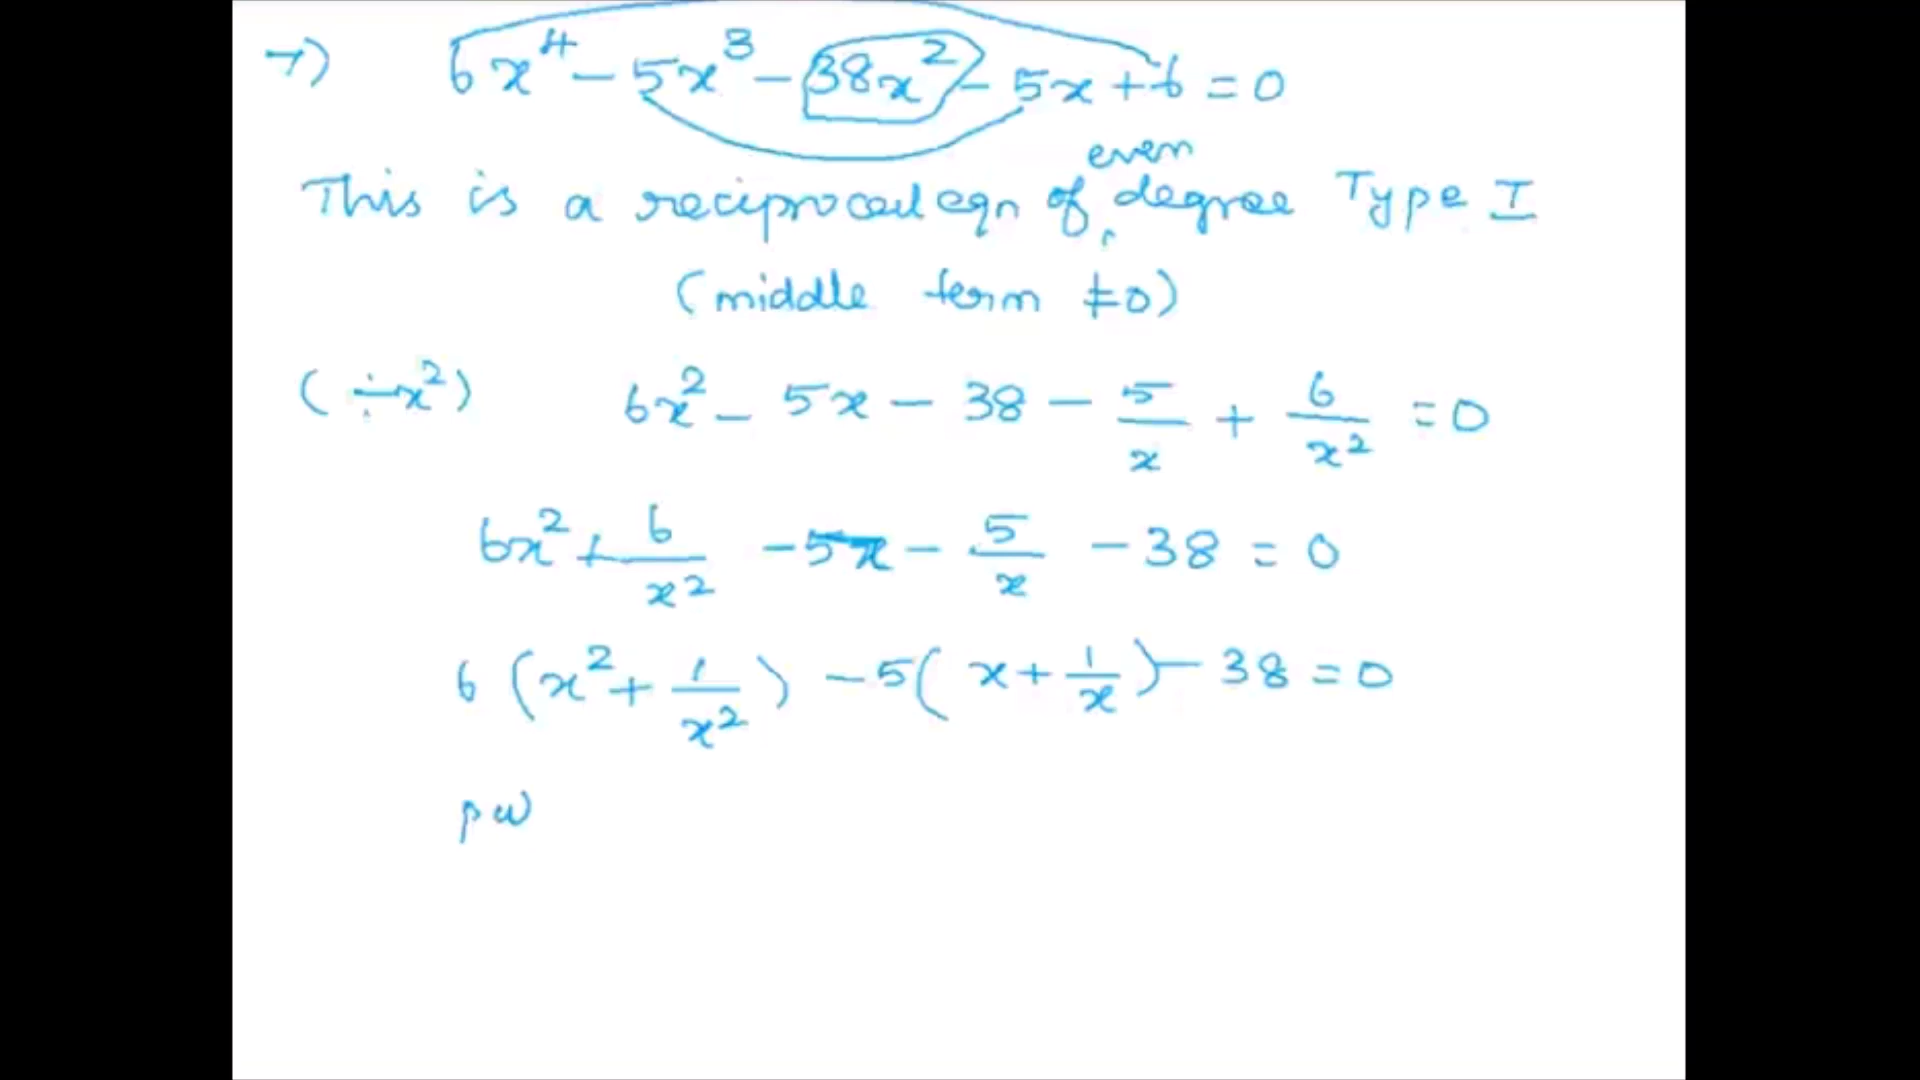 7) 6x⁴ - 5x³ - 38x² - 5x + 6 = 0
This is a reciprocal eqn of even degree Type I
(middle term ≠0)
(÷x²) 6x² - 5x - 38 - 5/x + 6/x² = 0
6x² + 6/x² - 5x - 5/x - 38 = 0
6(x² + 1/x²) - 5(x + 1/x) - 38 = 0
pu